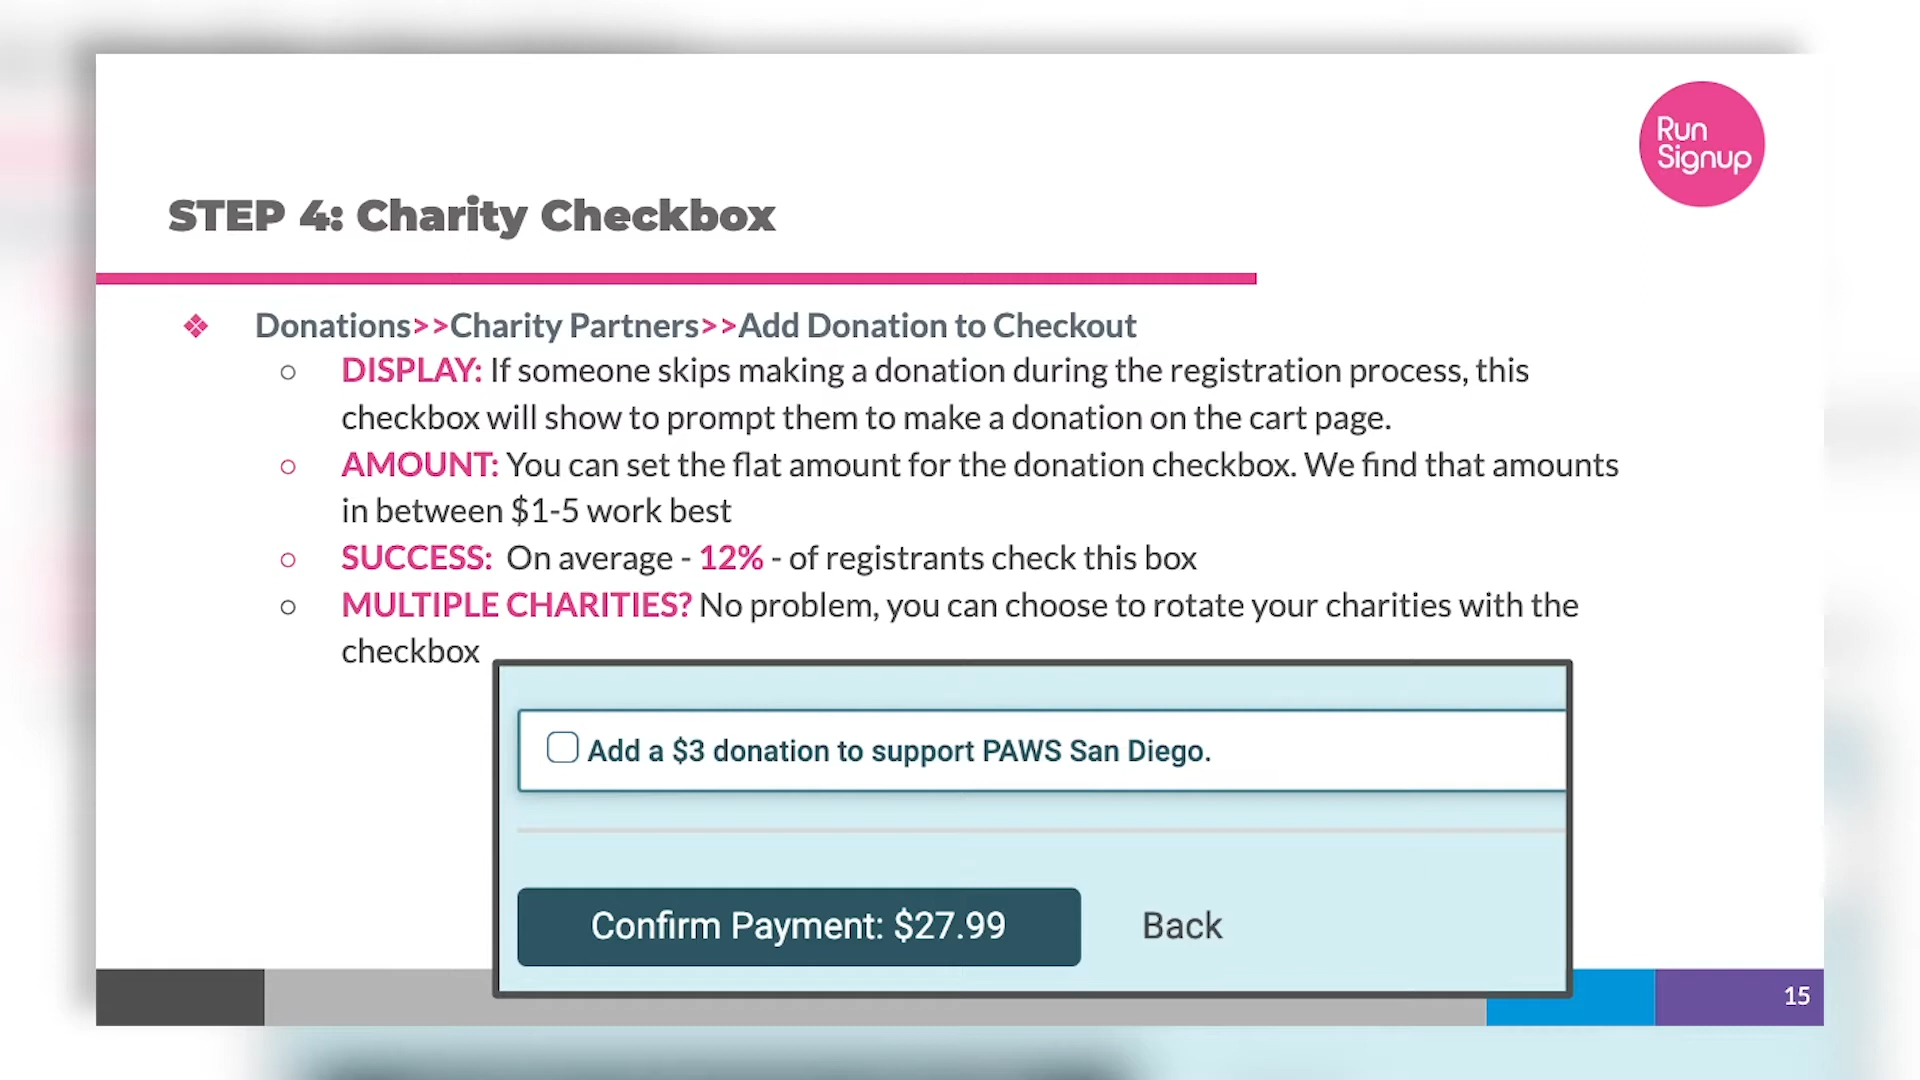 Run
Signup
STEP 4: Charity Checkbox
Donations>>Charity Partners>>Add Donation to Checkout
DISPLAY: If someone skips making a donation during the registration process, this
checkbox will show to prompt them to make a donation on the cart page.
AMOUNT: You can set the flat amount for the donation checkbox. We find that amounts
in between $1-5 work best
SUCCESS: On average - 12% - of registrants check this box
MULTIPLE CHARITIES? No problem, you can choose to rotate your charities with the
checkbox
Add a $3 donation to support PAWS San Diego.
Confirm Payment: $27.99 Back
15